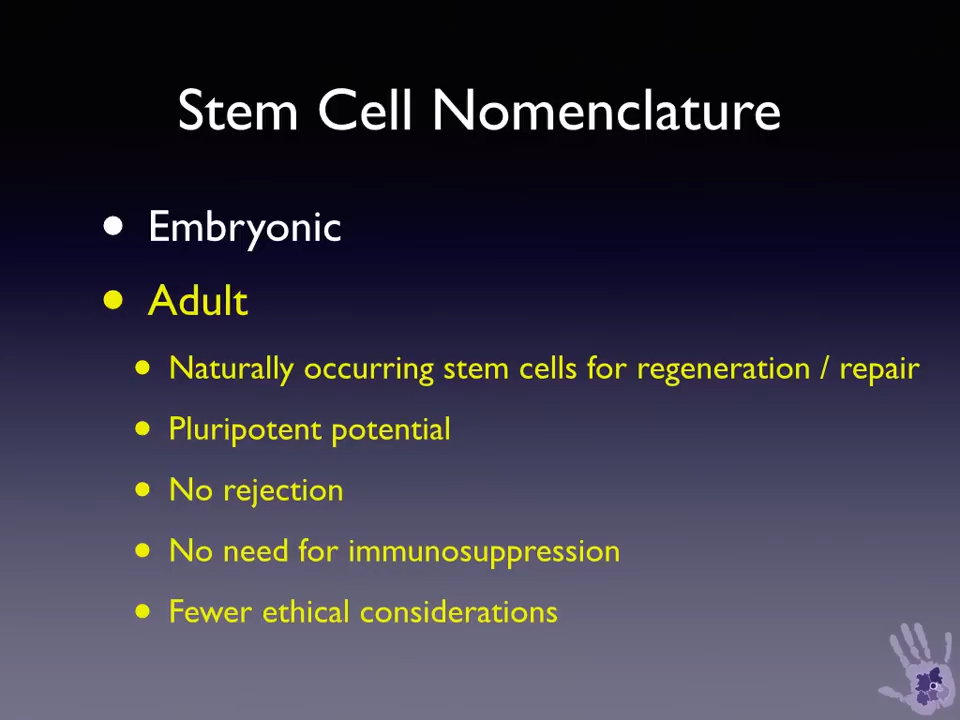 Stem Cell Nomenclature
• Embryonic
• Adult
• Naturally occurring stem cells for regeneration / repair
• Pluripotent potential
• No rejection
• No need for immunosuppression
• Fewer ethical considerations